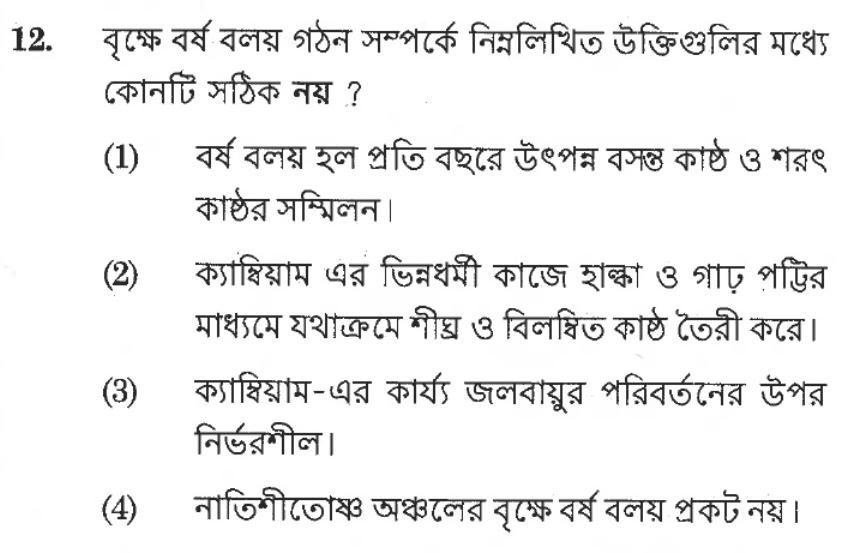 12. বৃক্ষে বর্ষ বলয় গঠন সম্পর্কে নিম্নলিখিত উক্তিগুলির মধ্যে
কোনটি সঠিক নয় ?
(1) বর্ষ বলয় হল প্রতি বছরে উৎপন্ন বসন্ত কাষ্ঠ ও শরৎ
কাষ্ঠের সম্মিলন।
(2) ক্যাম্বিয়াম এর ভিন্নধর্মী কাজে হাল্কা ও গাঢ় পট্টির
মাধ্যমে যথাক্রমে শীঘ্র ও বিলম্বিত কাষ্ঠ তৈরী করে।
(3) ক্যাম্বিয়াম-এর কার্য্য জলবায়ুর পরিবর্তনের উপর
নির্ভরশীল।
(4) নাতিশীতোষ্ণ অঞ্চলের বৃক্ষে বর্ষ বলয় প্রকট নয়।